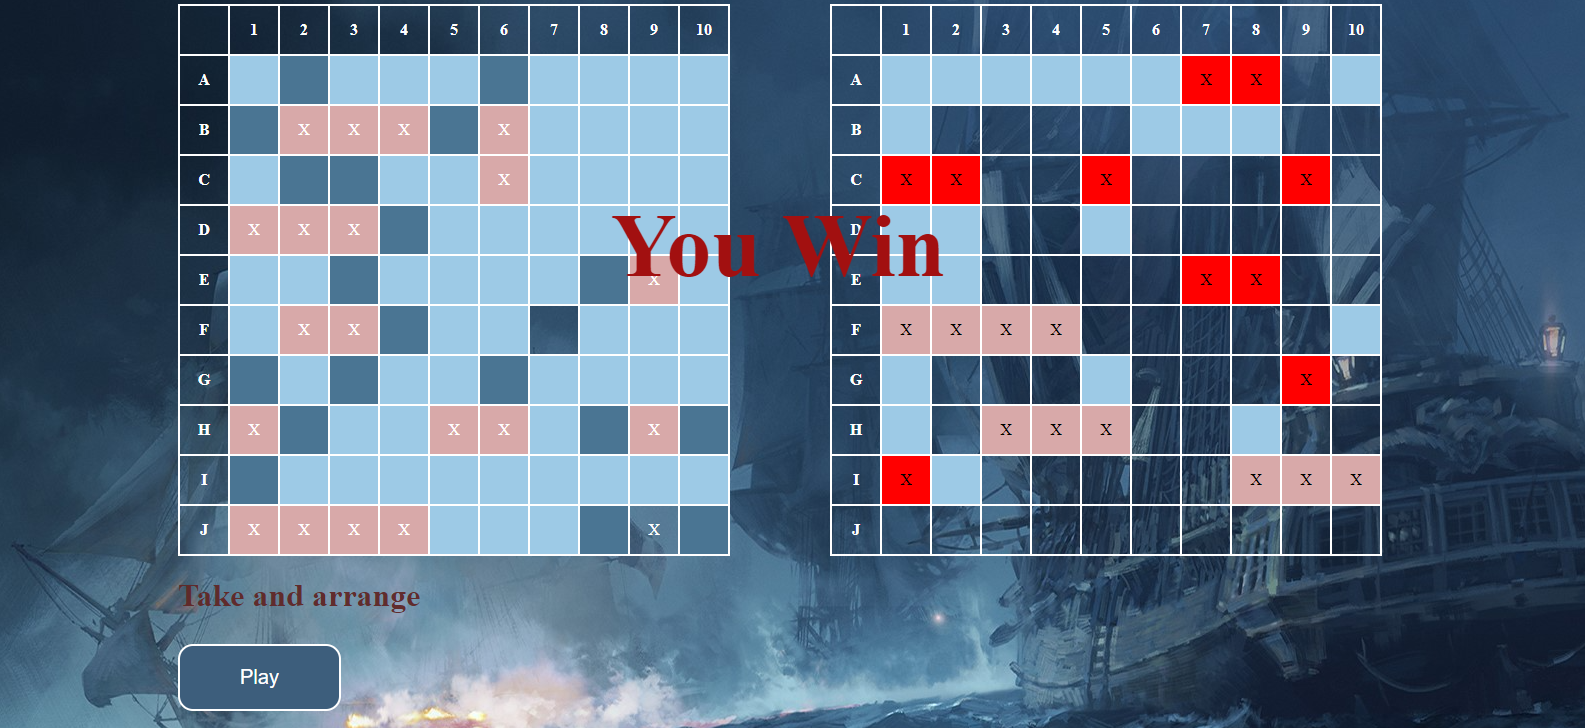 1 2 3 4 5 6 7 8 9 10 1 2 3 4 5 6 7 8 9 10
A X X
B X X X X
C X X X X X
You Win
D X X X D
E X E X X
F X X F X X X X
G G X
H X X X X H X X X
I I X X X X
J X X X X X J
Take and arrange
Play